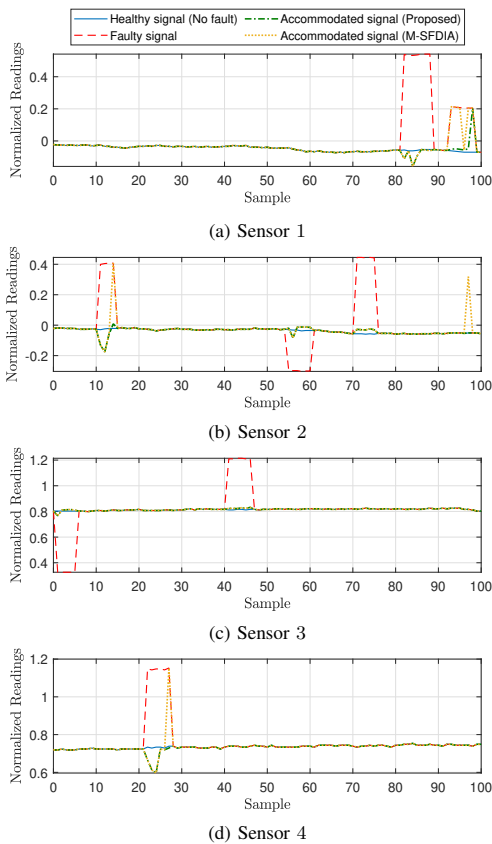 Healthy signal (No fault) Accommodated signal (Proposed)
Faulty signal Accommodated signal (M-SFDIA)
Normalized Readings
0.4
0.2
0
0 10 20 30 40 50 60 70 80 90 100
Sample
(a) Sensor 1
Normalized Readings
0.4
0.2
0
-0.2
0 10 20 30 40 50 60 70 80 90 100
Sample
(b) Sensor 2
Normalized Readings
1.2
1
0.8
0.6
0.4
0 10 20 30 40 50 60 70 80 90 100
Sample
(c) Sensor 3
Normalized Readings
1.2
1
0.8
0.6
0 10 20 30 40 50 60 70 80 90 100
Sample
(d) Sensor 4